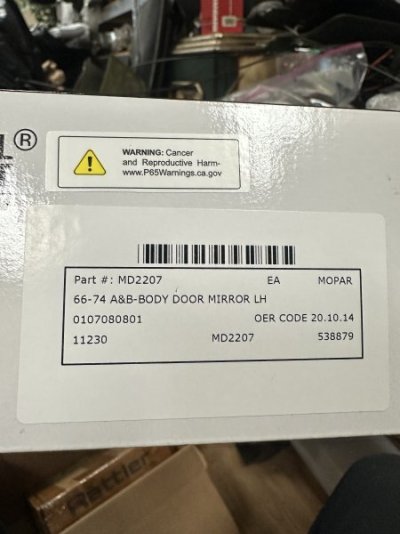 ®
WARNING: Cancer
and Reproductive Harm-
www.P65Warnings.ca.gov
Part #: MD2207 EA MOPAR
66-74 A&B-BODY DOOR MIRROR LH
0107080801 OER CODE 20.10.14
11230 MD2207 538879
Rattler